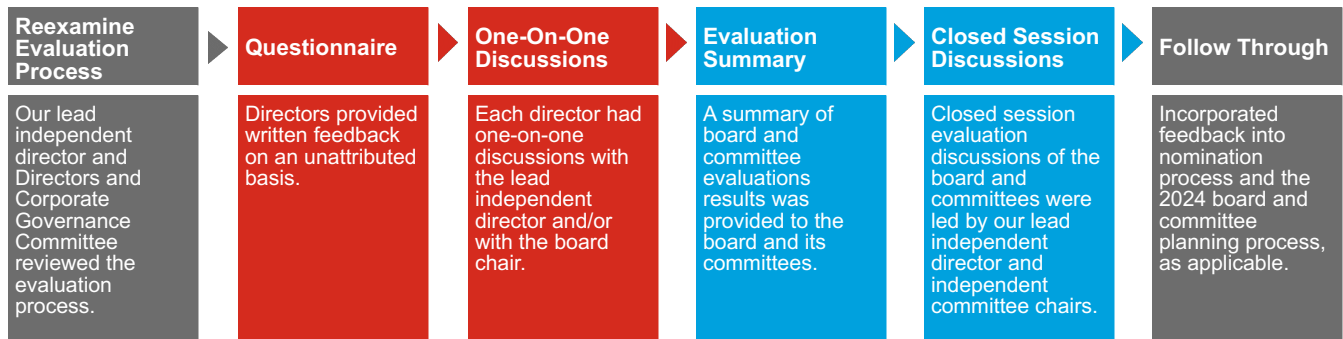 Reexamine
Evaluation
Process
Our lead
independent
director and
Directors and
Corporate
Governance
Committee
reviewed the
evaluation
process.
Questionnaire
Directors provided
written feedback
on an unattributed
basis.
One-On-One
Discussions
Each director had
one-on-one
discussions with
the lead
independent
director and/or
with the board
chair.
Evaluation
Summary
A summary of
board and
committee
evaluations
results was
provided to the
board and its
committees.
Closed Session
Discussions
Closed session
evaluation
discussions of the
board and
committees were
led by our lead
independent
director and
independent
committee chairs.
Follow Through
Incorporated
feedback into
nomination
process and the
2024 board and
committee
planning process,
as applicable.